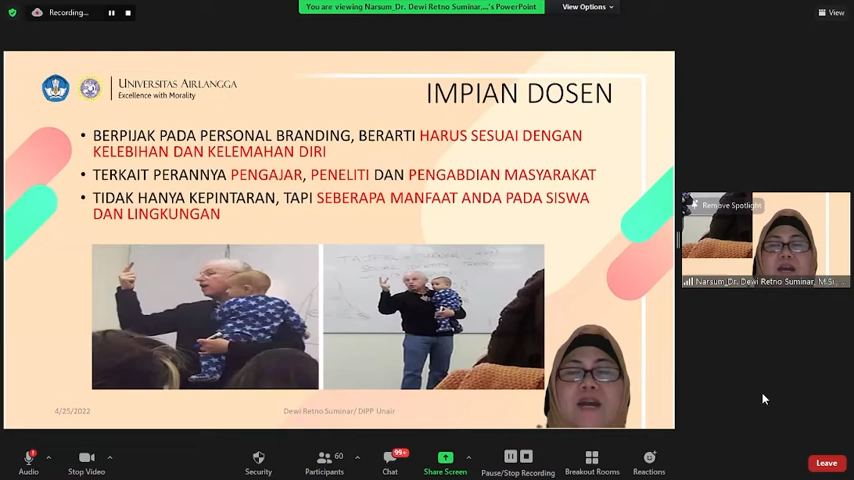 Recording...
You are viewing Narsum_Dr. Dewi Retno Suminar,...'s PowerPoint
View Options
View
UNIVERSITAS AIRLANGGA
Excellence with Morality
IMPIAN DOSEN
• BERPIJAK PADA PERSONAL BRANDING, BERARTI HARUS SESUAI DENGAN
KELEBIHAN DAN KELEMAHAN DIRI
• TERKAIT PERANNYA PENGAJAR, PENELITI DAN PENGABDIAN MASYARAKAT
• TIDAK HANYA KEPINTARAN, TAPI SEBERAPA MANFAAT ANDA PADA SISWA
DAN LINGKUNGAN
Remove Spotlight
Narsum_Dr. Dewi Retno Suminar, M.Si.,
4/25/2022
Dewi Retno Suminar/ DIPP Unair
60
99+
Audio
Stop Video
Security
Participants
Chat
Share Screen
Pause/Stop Recording
Breakout Rooms
Reactions
Leave